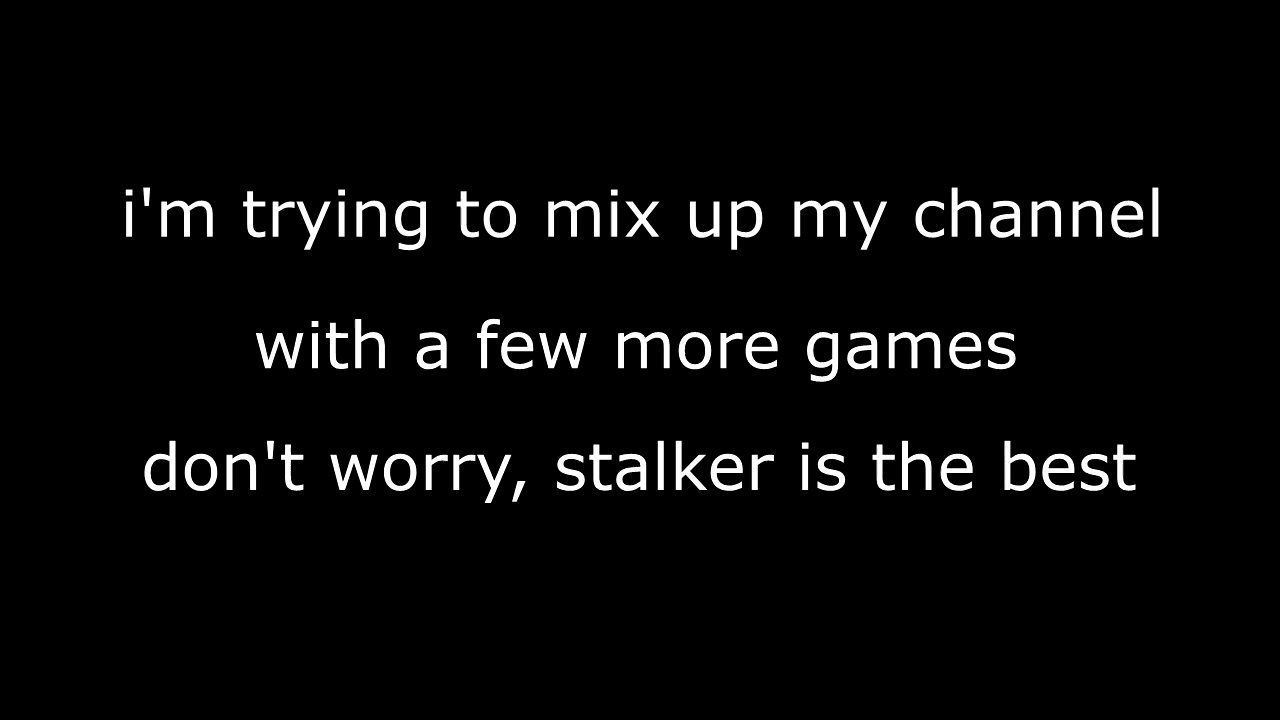 i'm trying to mix up my channel
with a few more games
don't worry, stalker is the best